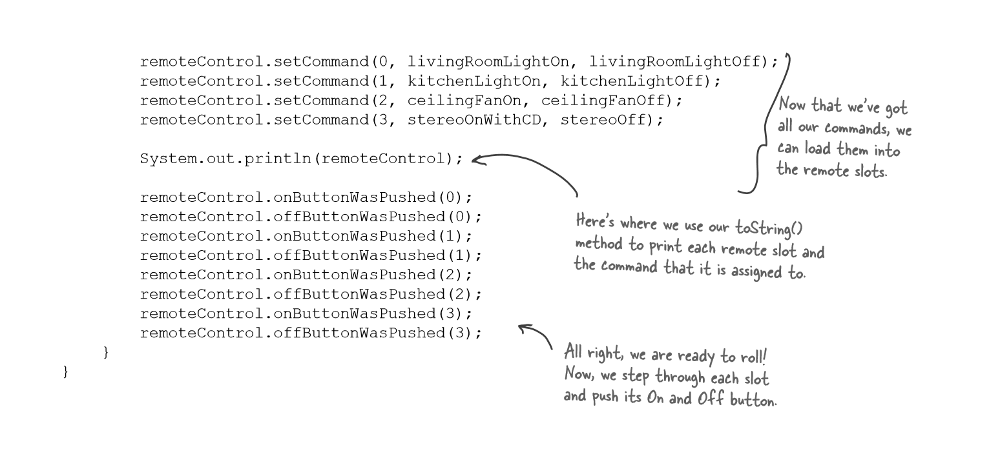 remoteControl.setCommand(0, livingRoomLightOn, livingRoomLightOff);
remoteControl.setCommand(1, kitchenLightOn, kitchenLightOff);
remoteControl.setCommand(2, ceilingFanOn, ceilingFanOff);
remoteControl.setCommand(3, stereoOnWithCD, stereoOff);
Now that we've got
all our commands, we
can load them into
the remote slots.
System.out.println(remoteControl);
Here's where we use our toString()
method to print each remote slot and
the command that it is assigned to.
remoteControl.onButtonWasPushed(0);
remoteControl.offButtonWasPushed(0);
remoteControl.onButtonWasPushed(1);
remoteControl.offButtonWasPushed(1);
remoteControl.onButtonWasPushed(2);
remoteControl.offButtonWasPushed(2);
remoteControl.onButtonWasPushed(3);
remoteControl.offButtonWasPushed(3);
All right, we are ready to roll!
Now, we step through each slot
and push its On and Off button.
}
}